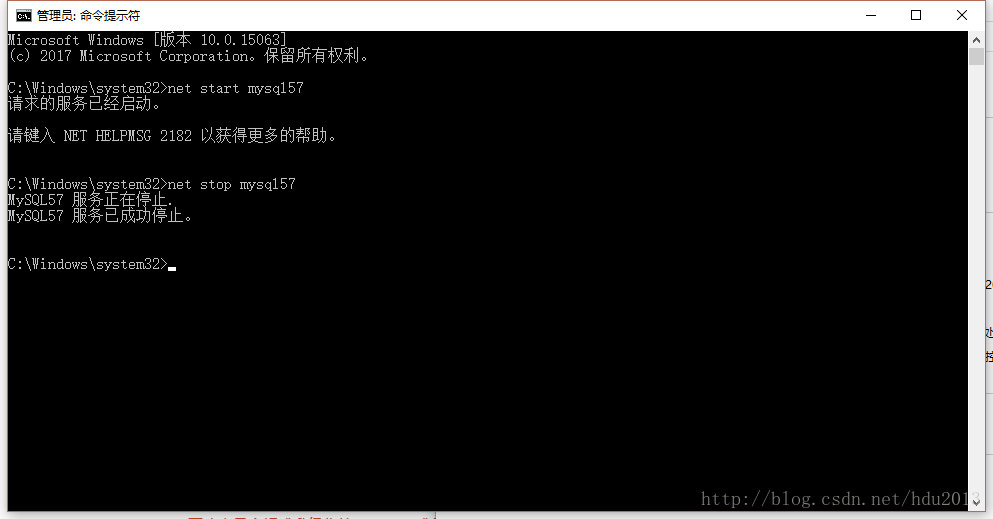 管理员: 命令提示符
Microsoft Windows [版本 10.0.15063]
(c) 2017 Microsoft Corporation。保留所有权利。
C:\Windows\system32>net start mysql57
请求的服务已经启动。
请键入 NET HELPMSG 2182 以获得更多的帮助。
C:\Windows\system32>net stop mysql57
MySQL57 服务正在停止.
MySQL57 服务已成功停止。
C:\Windows\system32>
http://blog.csdn.net/hdu2013